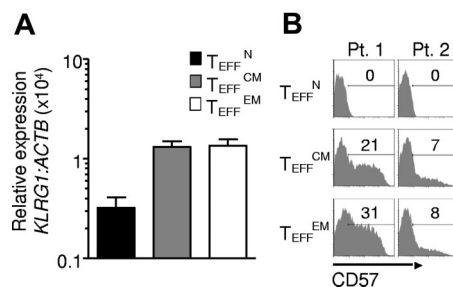 A
Relative expression
KLRG1:ACTB (x10⁴)
10
1
0.1
T_EFF^N
T_EFF^CM
T_EFF^EM
B
Pt. 1 Pt. 2
T_EFF^N 0 0
T_EFF^CM 21 7
T_EFF^EM 31 8
CD57